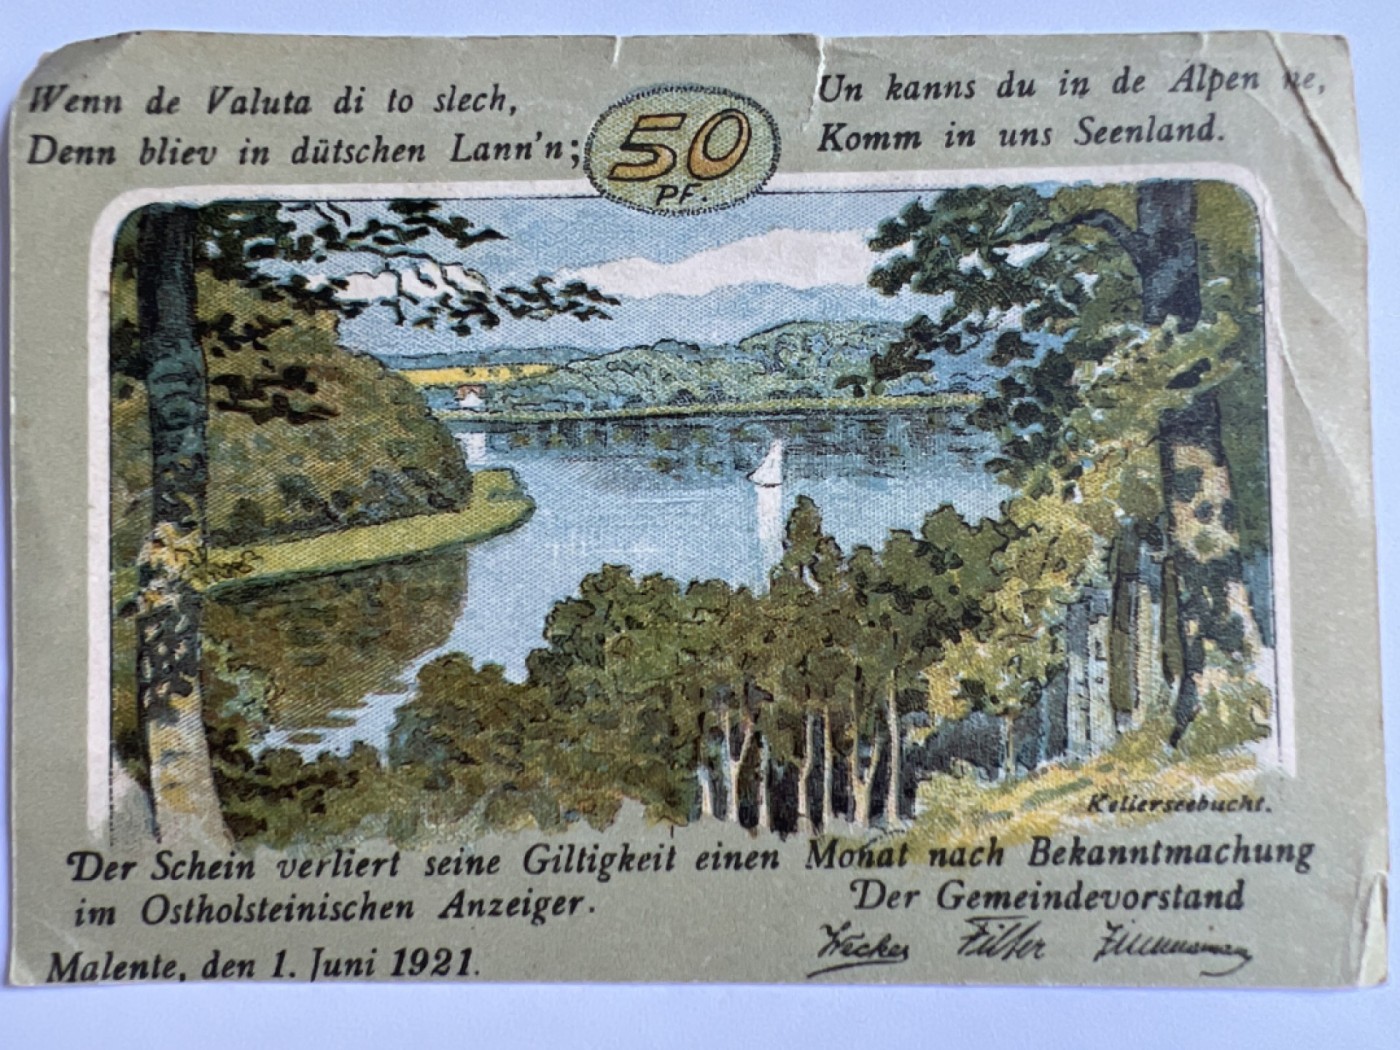 Wenn de Valuta di to slech,
Denn bliev in dütschen Lann'n;
50
PF.
Un kanns du in de Alpen ne,
Komm in uns Seenland.
Kellerseebucht.
Der Schein verliert seine Giltigkeit einen Monat nach Bekanntmachung
im Ostholsteinischen Anzeiger.
Der Gemeindevorstand
Malente, den 1. Juni 1921.